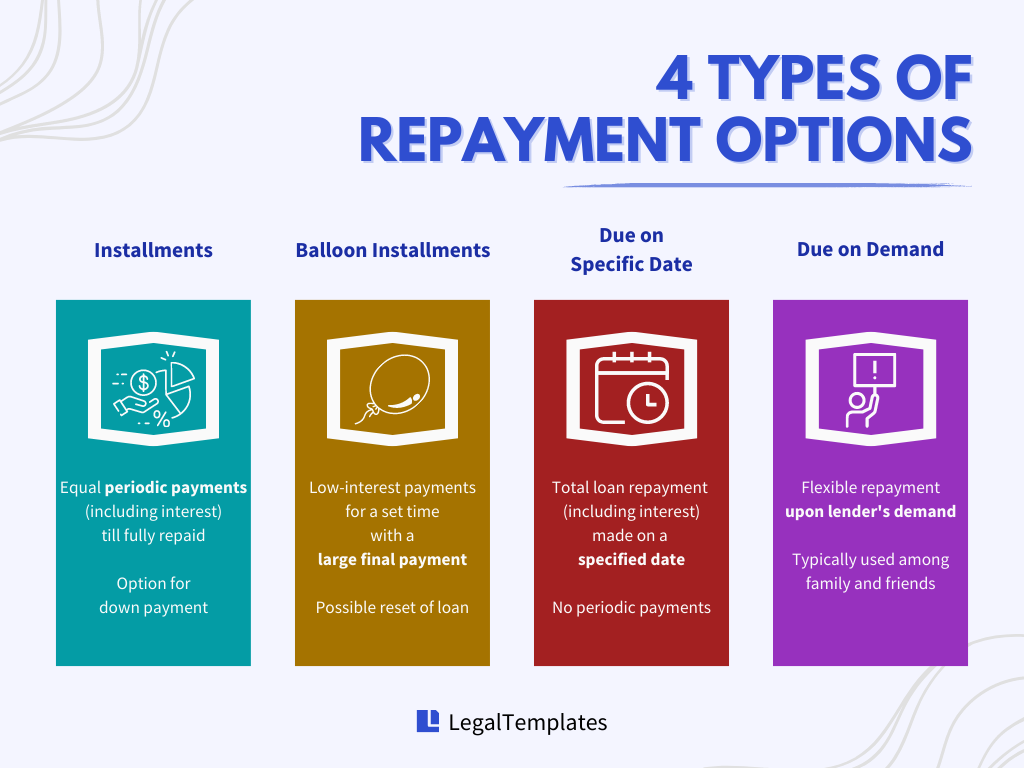 4 TYPES OF
REPAYMENT OPTIONS
Installments
$
%
Equal periodic payments
(including interest)
till fully repaid
Option for
down payment
Balloon Installments
Low-interest payments
for a set time
with a
large final payment
Possible reset of loan
Due on
Specific Date
Total loan repayment
(including interest)
made on a
specified date
No periodic payments
Due on Demand
!
Flexible repayment
upon lender's demand
Typically used among
family and friends
LegalTemplates